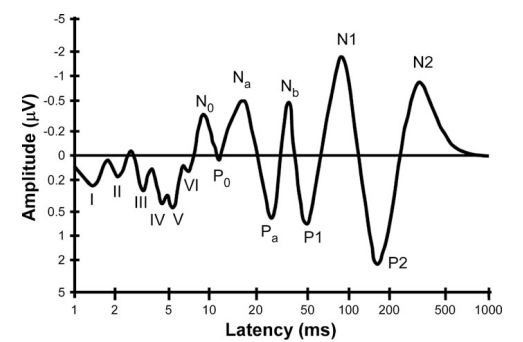 -5
N1
-2
N2
-1
Na
Nb
-0.5
N0
-0.2
Amplitude (µV)
0
P0
0.2
I
II
III
IV
V
VI
0.5
Pa
P1
1
2
P2
5
1
2
5
10
20
50
100
200
500
1000
Latency (ms)